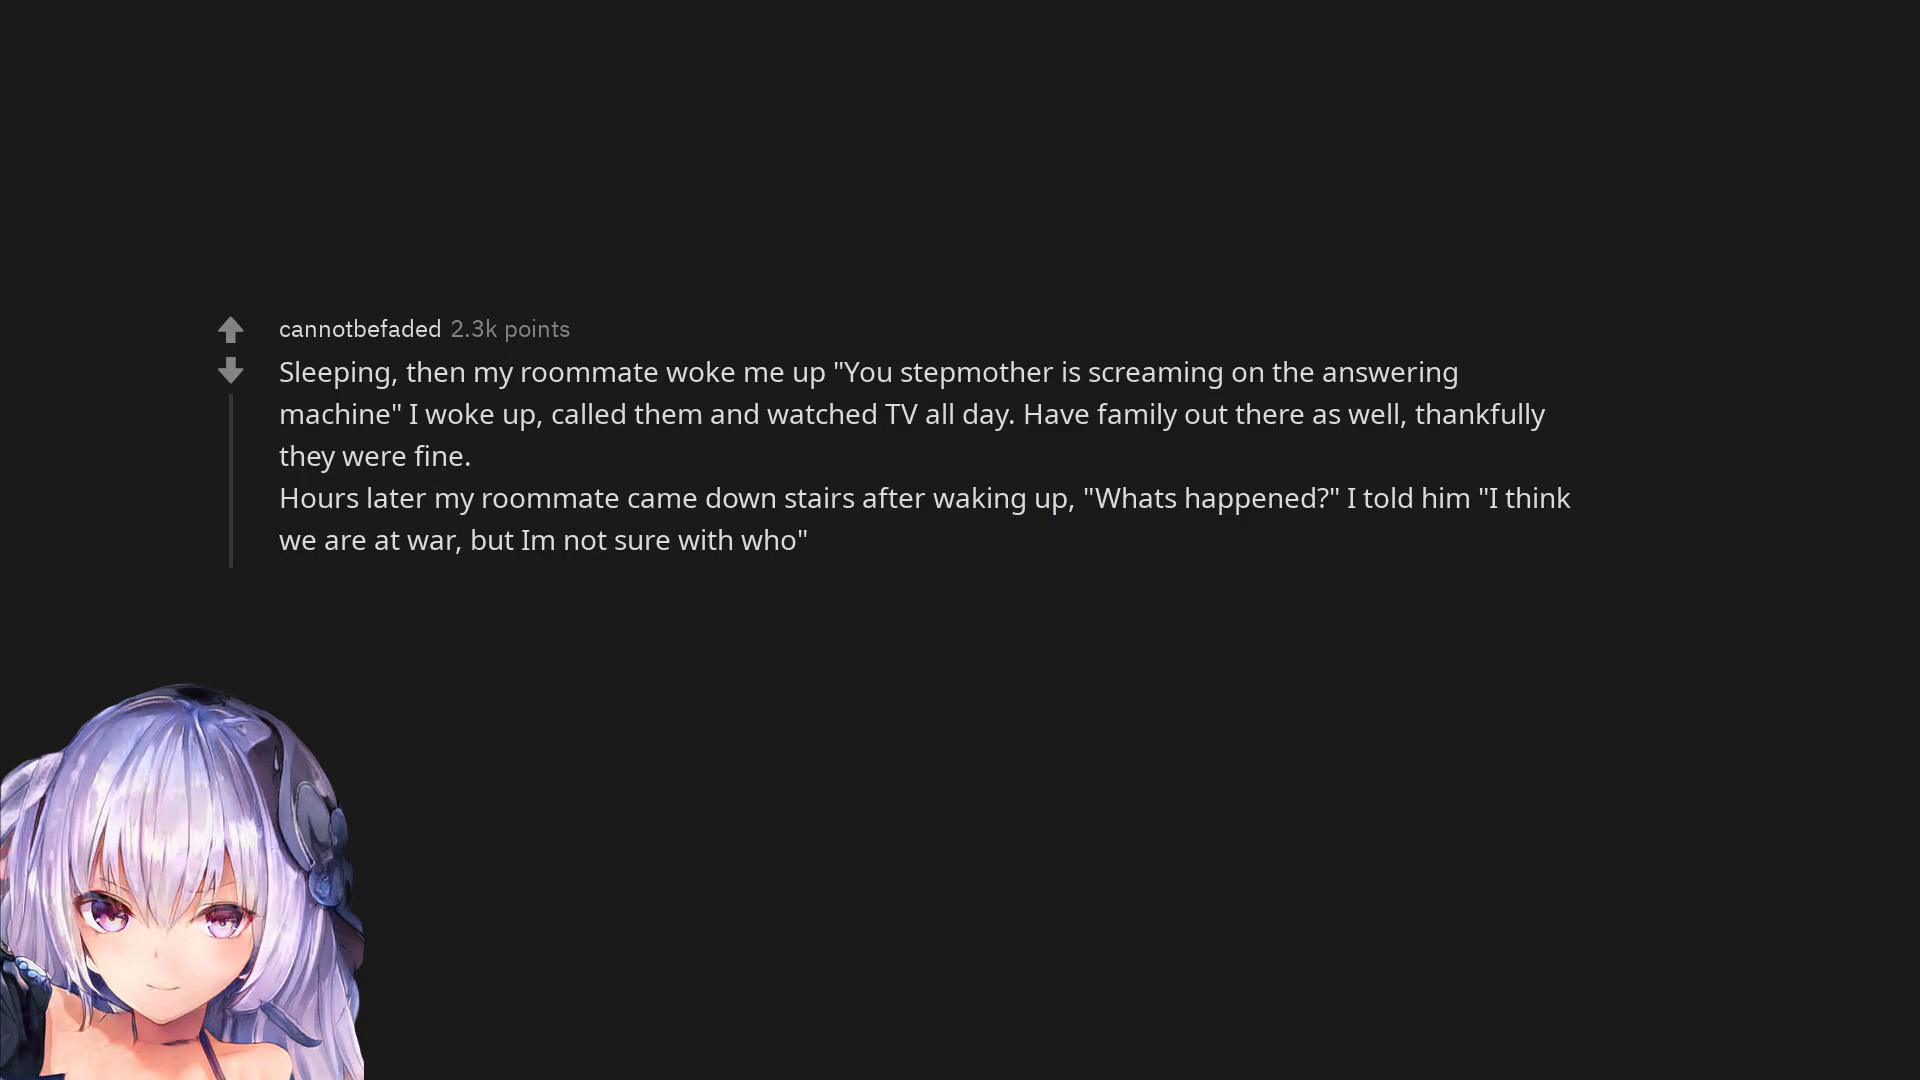 cannotbefaded 2.3k points
Sleeping, then my roommate woke me up "You stepmother is screaming on the answering
machine" I woke up, called them and watched TV all day. Have family out there as well, thankfully
they were fine.
Hours later my roommate came down stairs after waking up, "Whats happened?" I told him "I think
we are at war, but Im not sure with who"